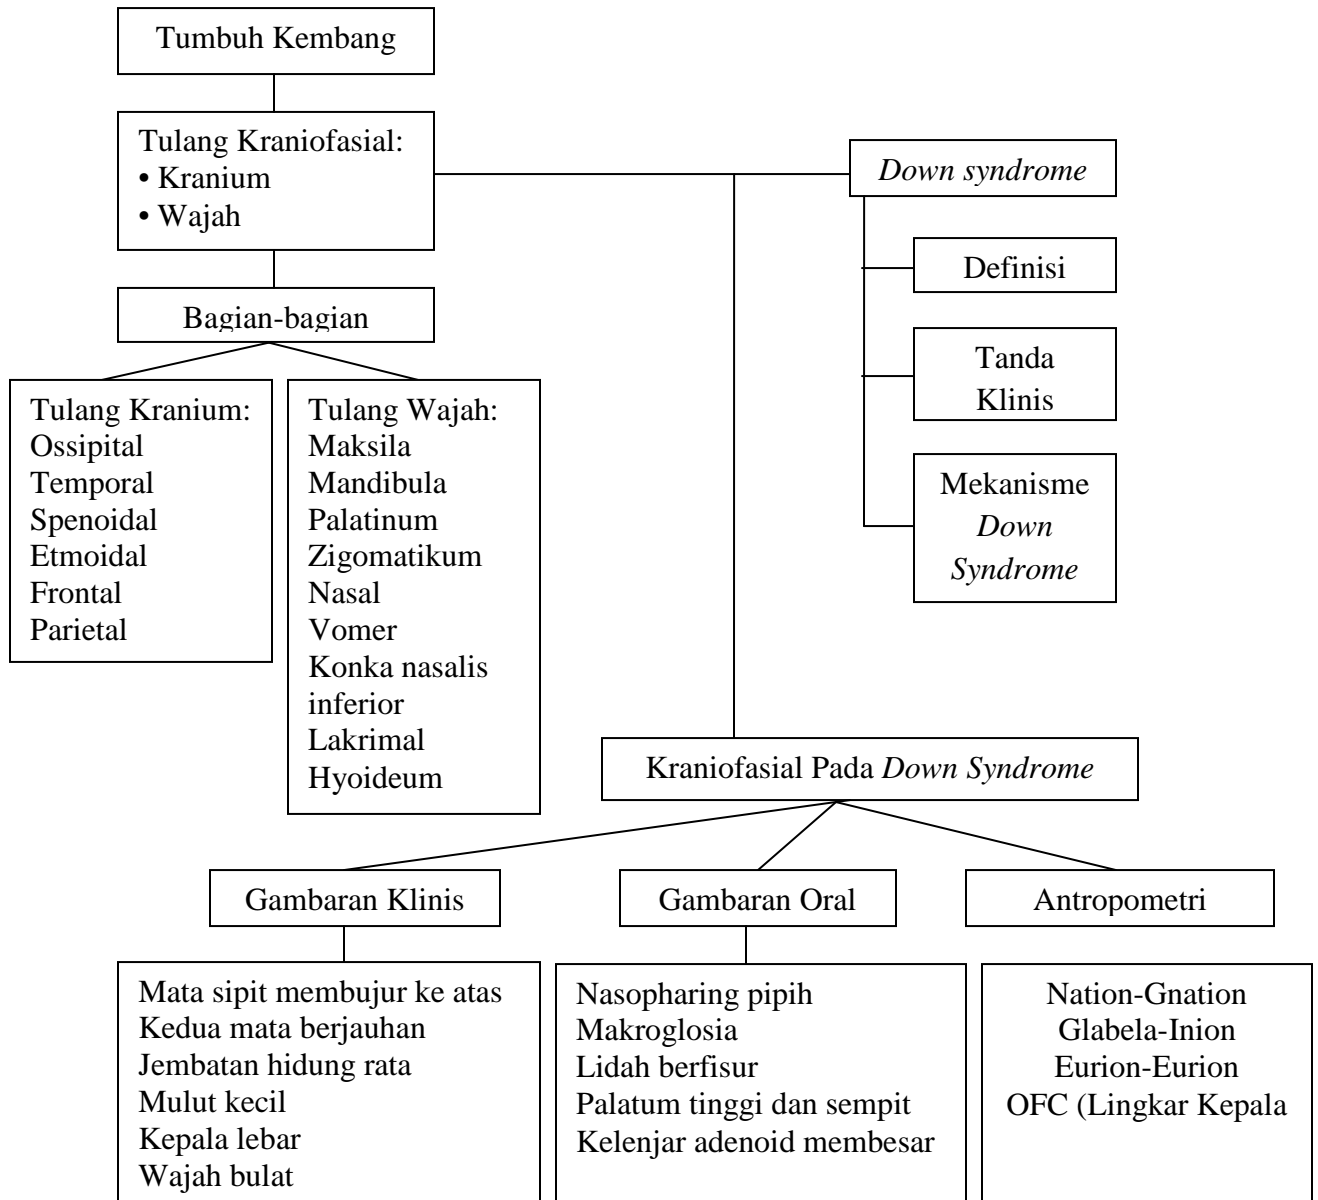 Tumbuh Kembang
Tulang Kraniofasial:
• Kranium
• Wajah
Down syndrome
Definisi
Tanda
Klinis
Mekanisme
Down
Syndrome
Bagian-bagian
Tulang Kranium:
Ossipital
Temporal
Spenoidal
Etmoidal
Frontal
Parietal
Tulang Wajah:
Maksila
Mandibula
Palatinum
Zigomatikum
Nasal
Vomer
Konka nasalis
inferior
Lakrimal
Hyoideum
Kraniofasial Pada Down Syndrome
Gambaran Klinis
Mata sipit membujur ke atas
Kedua mata berjauhan
Jembatan hidung rata
Mulut kecil
Kepala lebar
Wajah bulat
Gambaran Oral
Nasopharing pipih
Makroglosia
Lidah berfisur
Palatum tinggi dan sempit
Kelenjar adenoid membesar
Antropometri
Nation-Gnation
Glabela-Inion
Eurion-Eurion
OFC (Lingkar Kepala